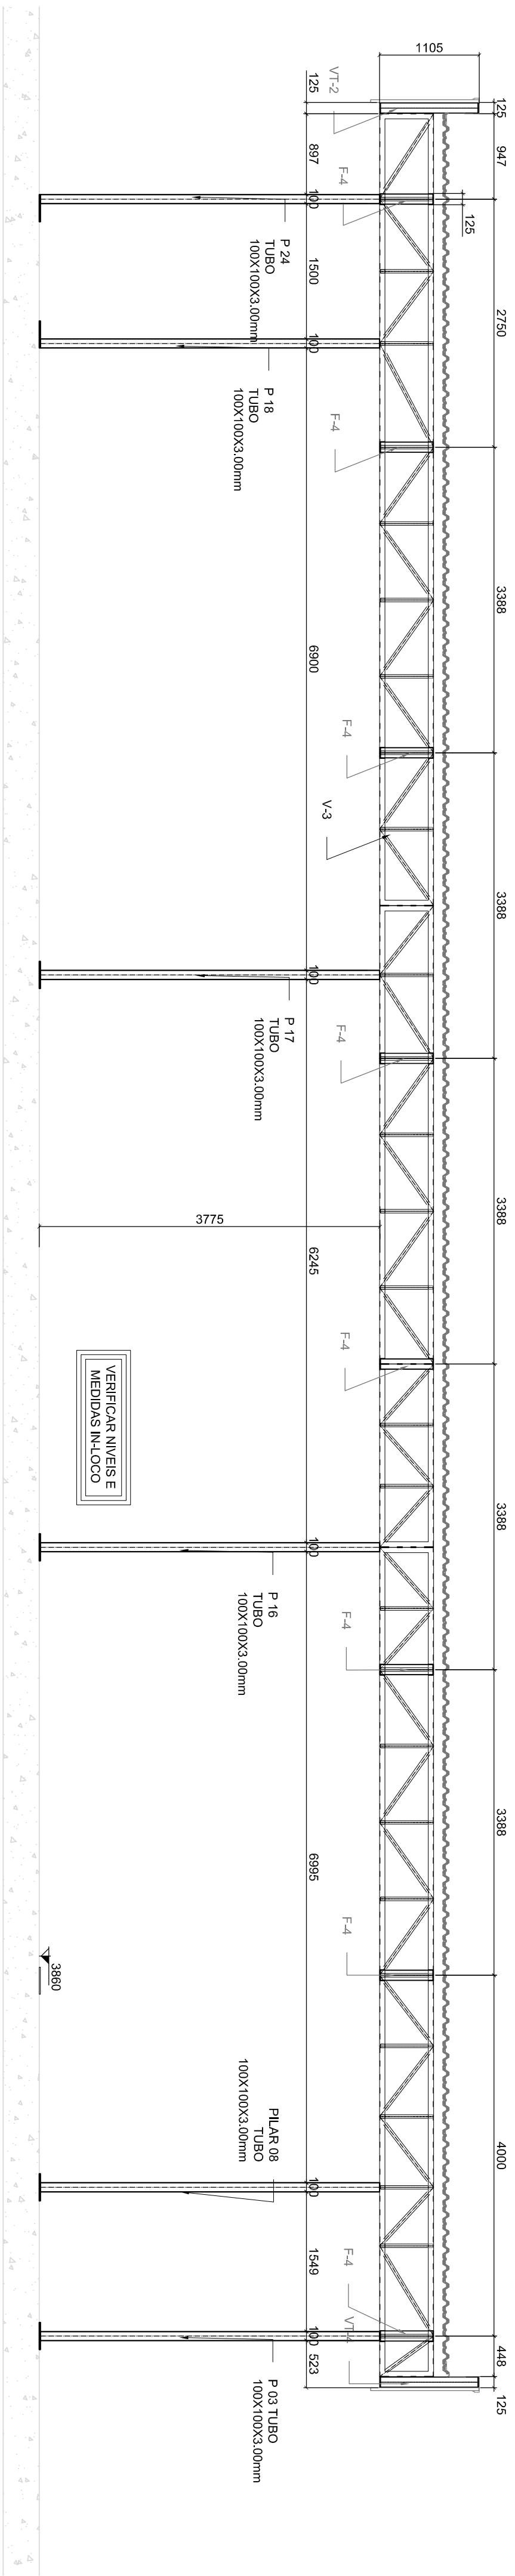 1105
125
947
2750
3388
3388
3388
3388
3388
4000
448
125
125
VT-2
F-4
F-4
F-4
F-4
F-4
F-4
F-4
F-4
VT-4
V-3
125
897
100
1500
100
6900
100
6245
100
6995
100
1549
100
523
P 24
TUBO
100X100X3.00mm
P 18
TUBO
100X100X3.00mm
P 17
TUBO
100X100X3.00mm
3775
P 16
TUBO
100X100X3.00mm
PILAR 08
TUBO
100X100X3.00mm
P 03 TUBO
100X100X3.00mm
VERIFICAR NIVEIS E
MEDIDAS IN-LOCO
3860